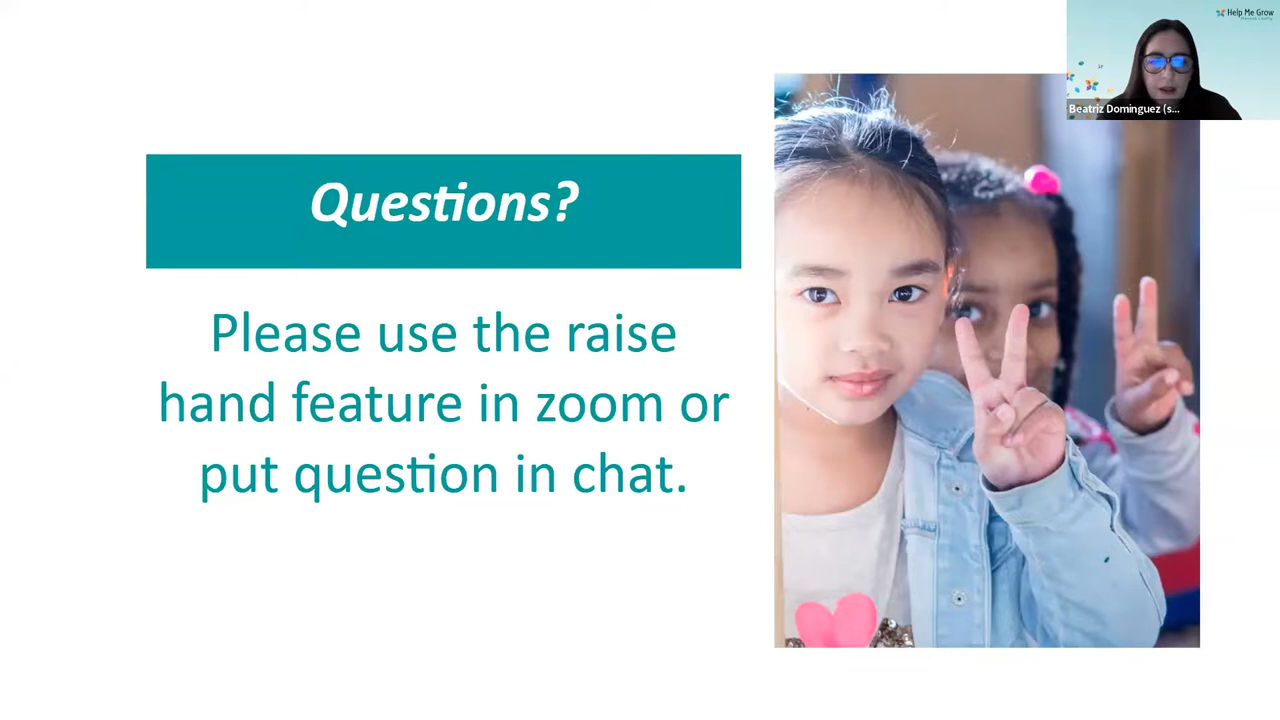 Help Me Grow
Beatriz Dominguez (s...
Questions?
Please use the raise
hand feature in zoom or
put question in chat.